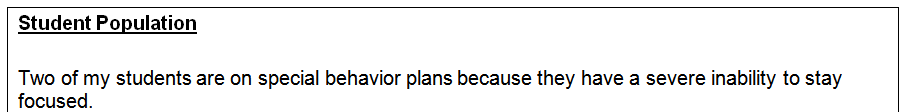 Student Population
Two of my students are on special behavior plans because they have a severe inability to stay
focused.